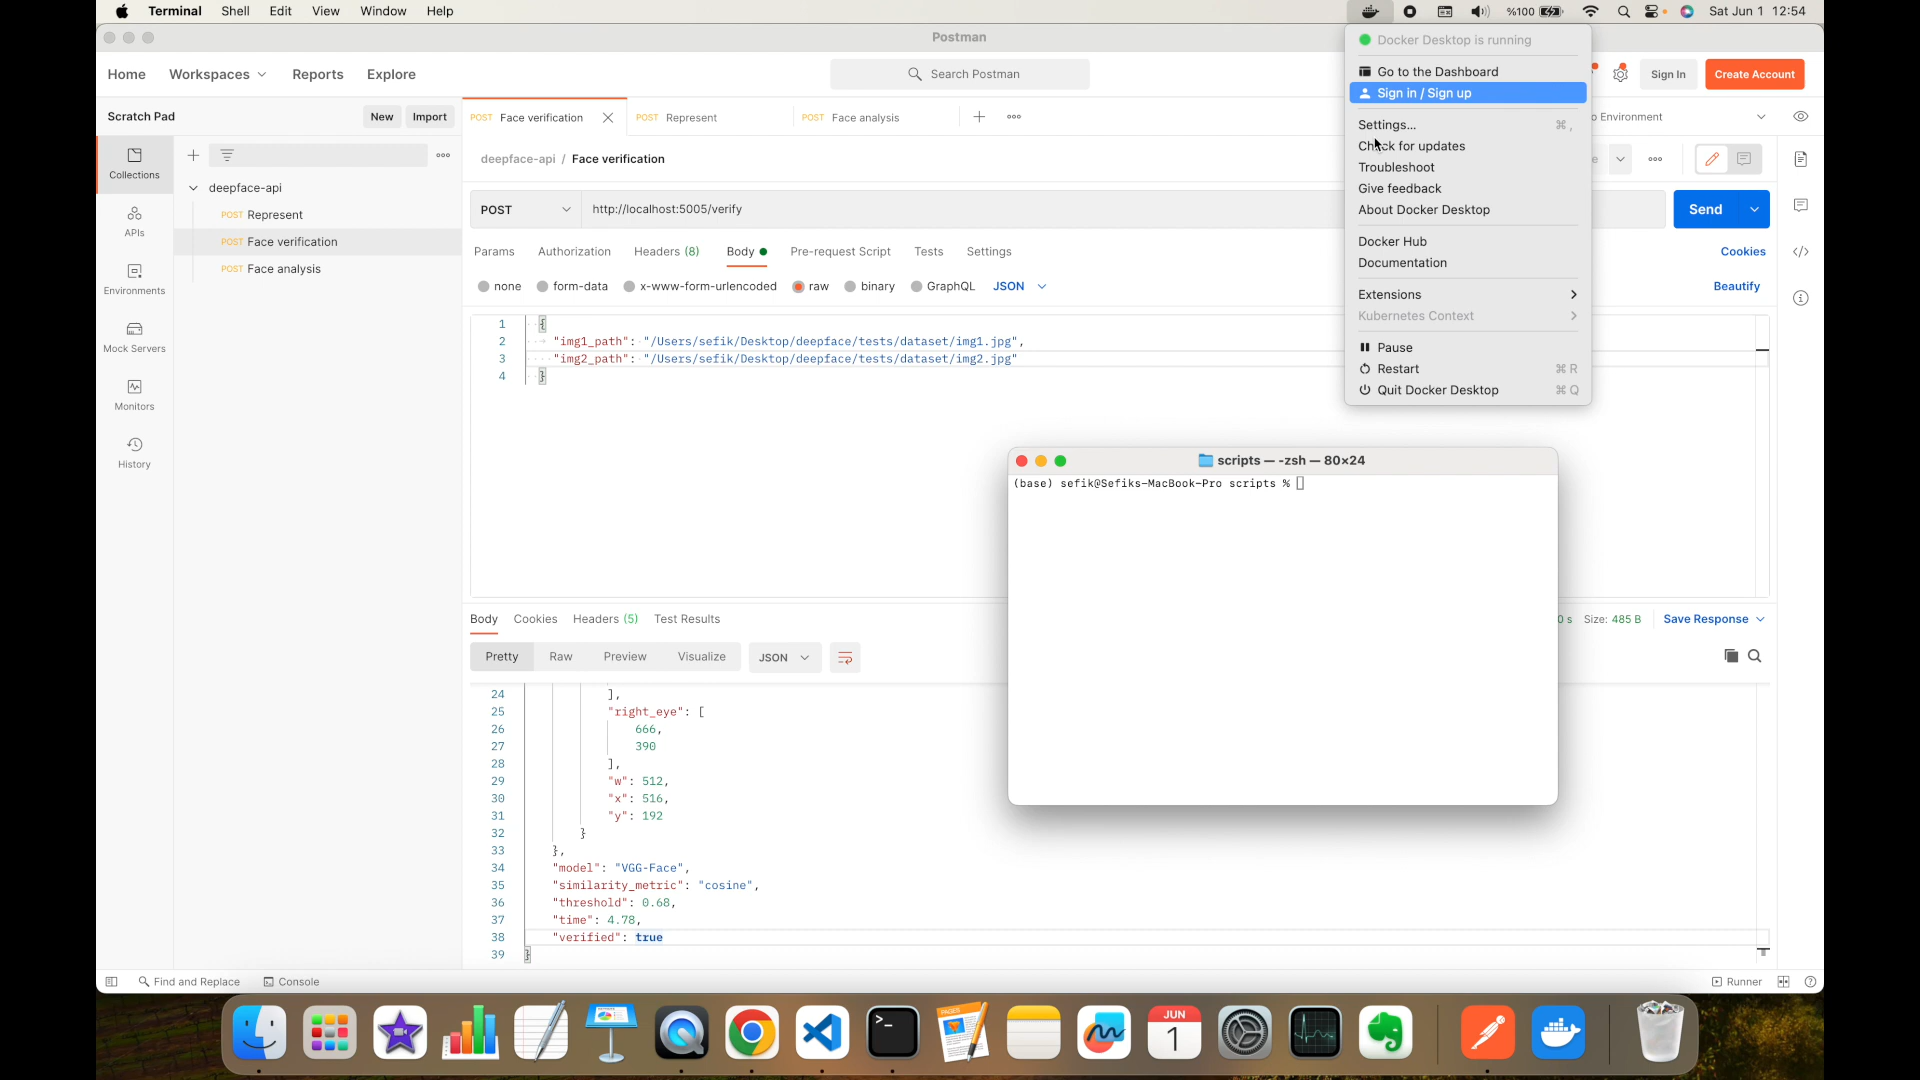 Terminal Shell Edit View Window Help
%100 Sat Jun 1 12:54
Postman
Home Workspaces Reports Explore
Search Postman
Sign In Create Account
Scratch Pad New Import
POST Face verification POST Represent POST Face analysis
o Environment
Collections
APIs
Environments
Mock Servers
Monitors
History
deepface-api
POST Represent
POST Face verification
POST Face analysis
deepface-api / Face verification
POST http://localhost:5005/verify
Send
Params Authorization Headers (8) Body Pre-request Script Tests Settings
Cookies
none form-data x-www-form-urlencoded raw binary GraphQL JSON
Beautify
1 {
2 "img1_path": "/Users/sefik/Desktop/deepface/tests/dataset/img1.jpg",
3 "img2_path": "/Users/sefik/Desktop/deepface/tests/dataset/img2.jpg"
4 }
Docker Desktop is running
Go to the Dashboard
Sign in / Sign up
Settings... ⌘ ,
Check for updates
Troubleshoot
Give feedback
About Docker Desktop
Docker Hub
Documentation
Extensions
Kubernetes Context
Pause
Restart ⌘ R
Quit Docker Desktop ⌘ Q
scripts — -zsh — 80×24
(base) sefik@Sefiks-MacBook-Pro scripts %
Body Cookies Headers (5) Test Results
0 s Size: 485 B Save Response
Pretty Raw Preview Visualize JSON
24 ],
25 "right_eye": [
26 666,
27 390
28 ],
29 "w": 512,
30 "x": 516,
31 "y": 192
32 }
33 },
34 "model": "VGG-Face",
35 "similarity_metric": "cosine",
36 "threshold": 0.68,
37 "time": 4.78,
38 "verified": true
39 }
Find and Replace Console
Runner
PAGES
JUN
1